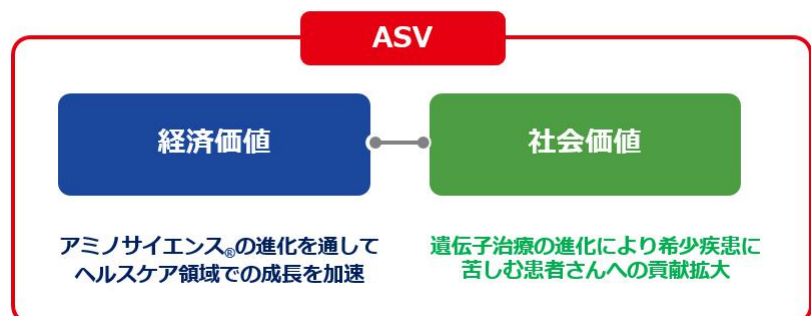 ASV
経済価値
社会価値
アミノサイエンス®の進化を通して
ヘルスケア領域での成長を加速
遺伝子治療の進化により希少疾患に
苦しむ患者さんへの貢献拡大